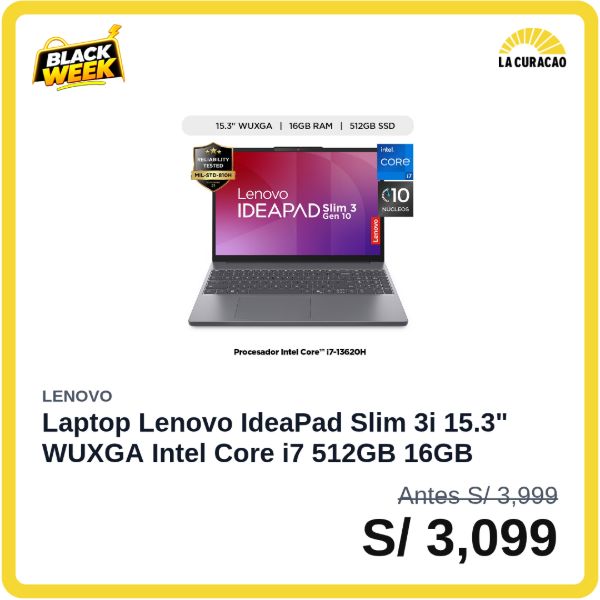 BLACK
WEEK
LA CURACAO
15.3" WUXGA | 16GB RAM | 512GB SSD
RELIABILITY
TESTED
MIL-STD-810H
intel.
CORE
i7
10
NÚCLEOS
Lenovo
IDEAPAD Slim 3
Gen 10
Lenovo
Procesador Intel Core™ i7-13620H
LENOVO
Laptop Lenovo IdeaPad Slim 3i 15.3"
WUXGA Intel Core i7 512GB 16GB
Antes S/ 3,999
S/ 3,099